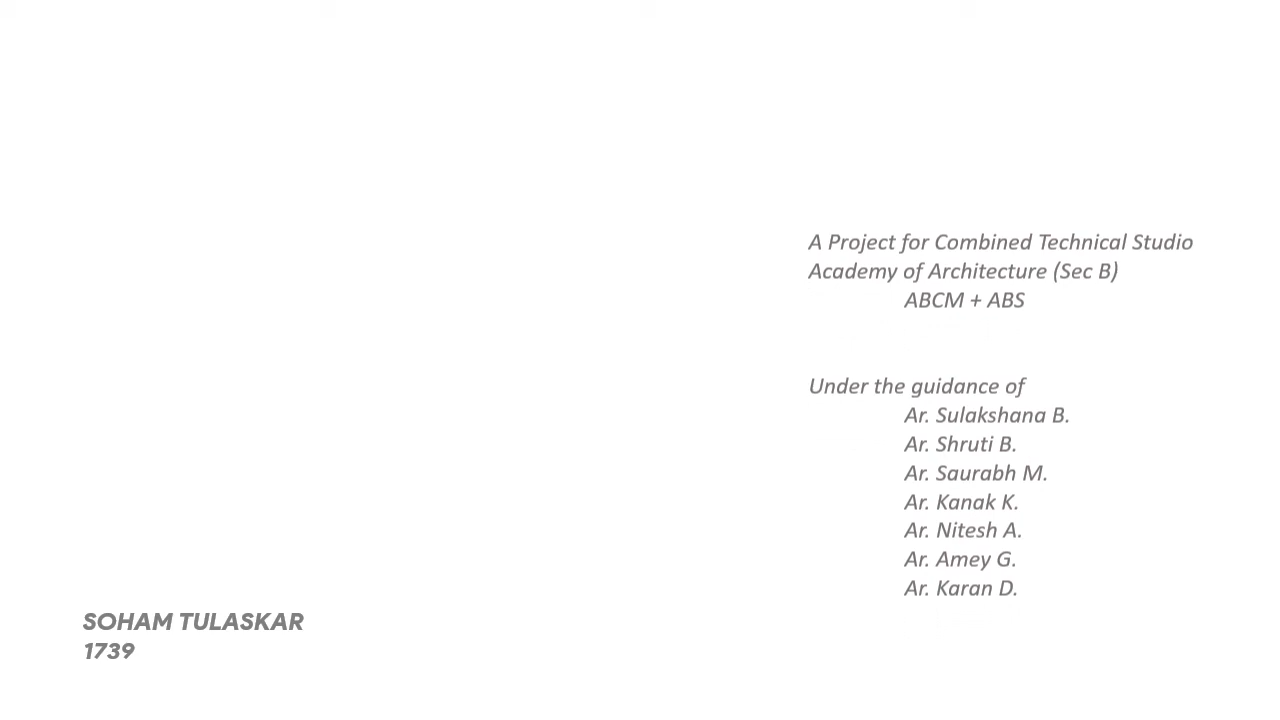 A Project for Combined Technical Studio
Academy of Architecture (Sec B)
ABCM + ABS
Under the guidance of
Ar. Sulakshana B.
Ar. Shruti B.
Ar. Saurabh M.
Ar. Kanak K.
Ar. Nitesh A.
Ar. Amey G.
Ar. Karan D.
SOHAM TULASKAR
1739